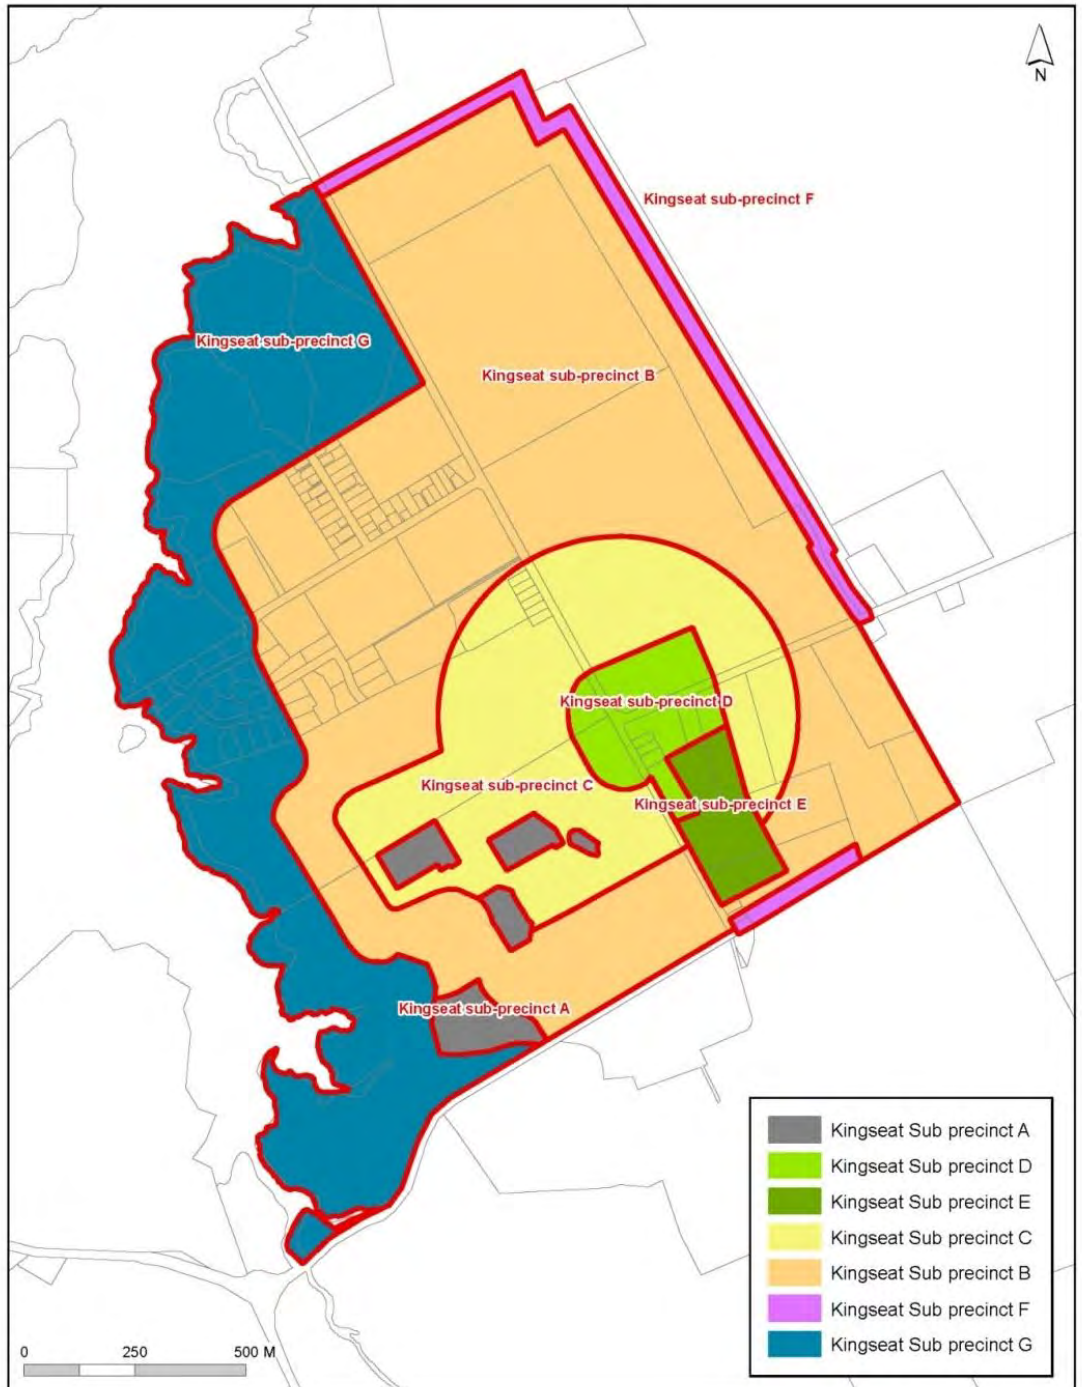 N
Kingseat sub-precinct F
Kingseat sub-precinct G
Kingseat sub-precinct B
Kingseat sub-precinct D
Kingseat sub-precinct C
Kingseat sub-precinct E
Kingseat sub-precinct A
Kingseat Sub precinct A
Kingseat Sub precinct D
Kingseat Sub precinct E
Kingseat Sub precinct C
Kingseat Sub precinct B
Kingseat Sub precinct F
Kingseat Sub precinct G
0 250 500 M